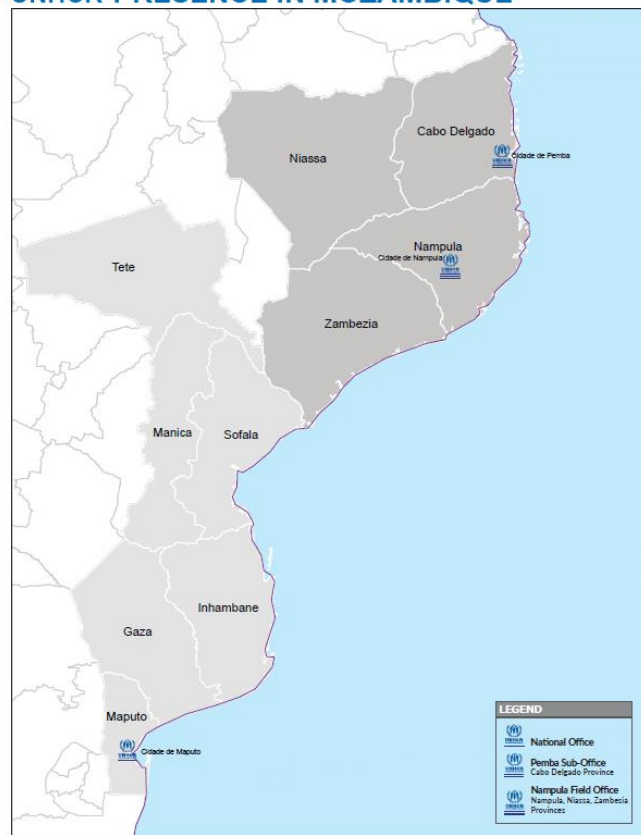 UNHCR PRESENCE IN MOZAMBIQUE
Cabo Delgado
Niassa
Cidade de Pemba
Nampula
Cidade de Nampula
Tete
Zambezia
Manica
Sofala
Inhambane
Gaza
Maputo
Cidade de Maputo
LEGEND
National Office
Pemba Sub-Office
Cabo Delgado Province
Nampula Field Office
Nampula, Niassa, Zambesia
Provinces